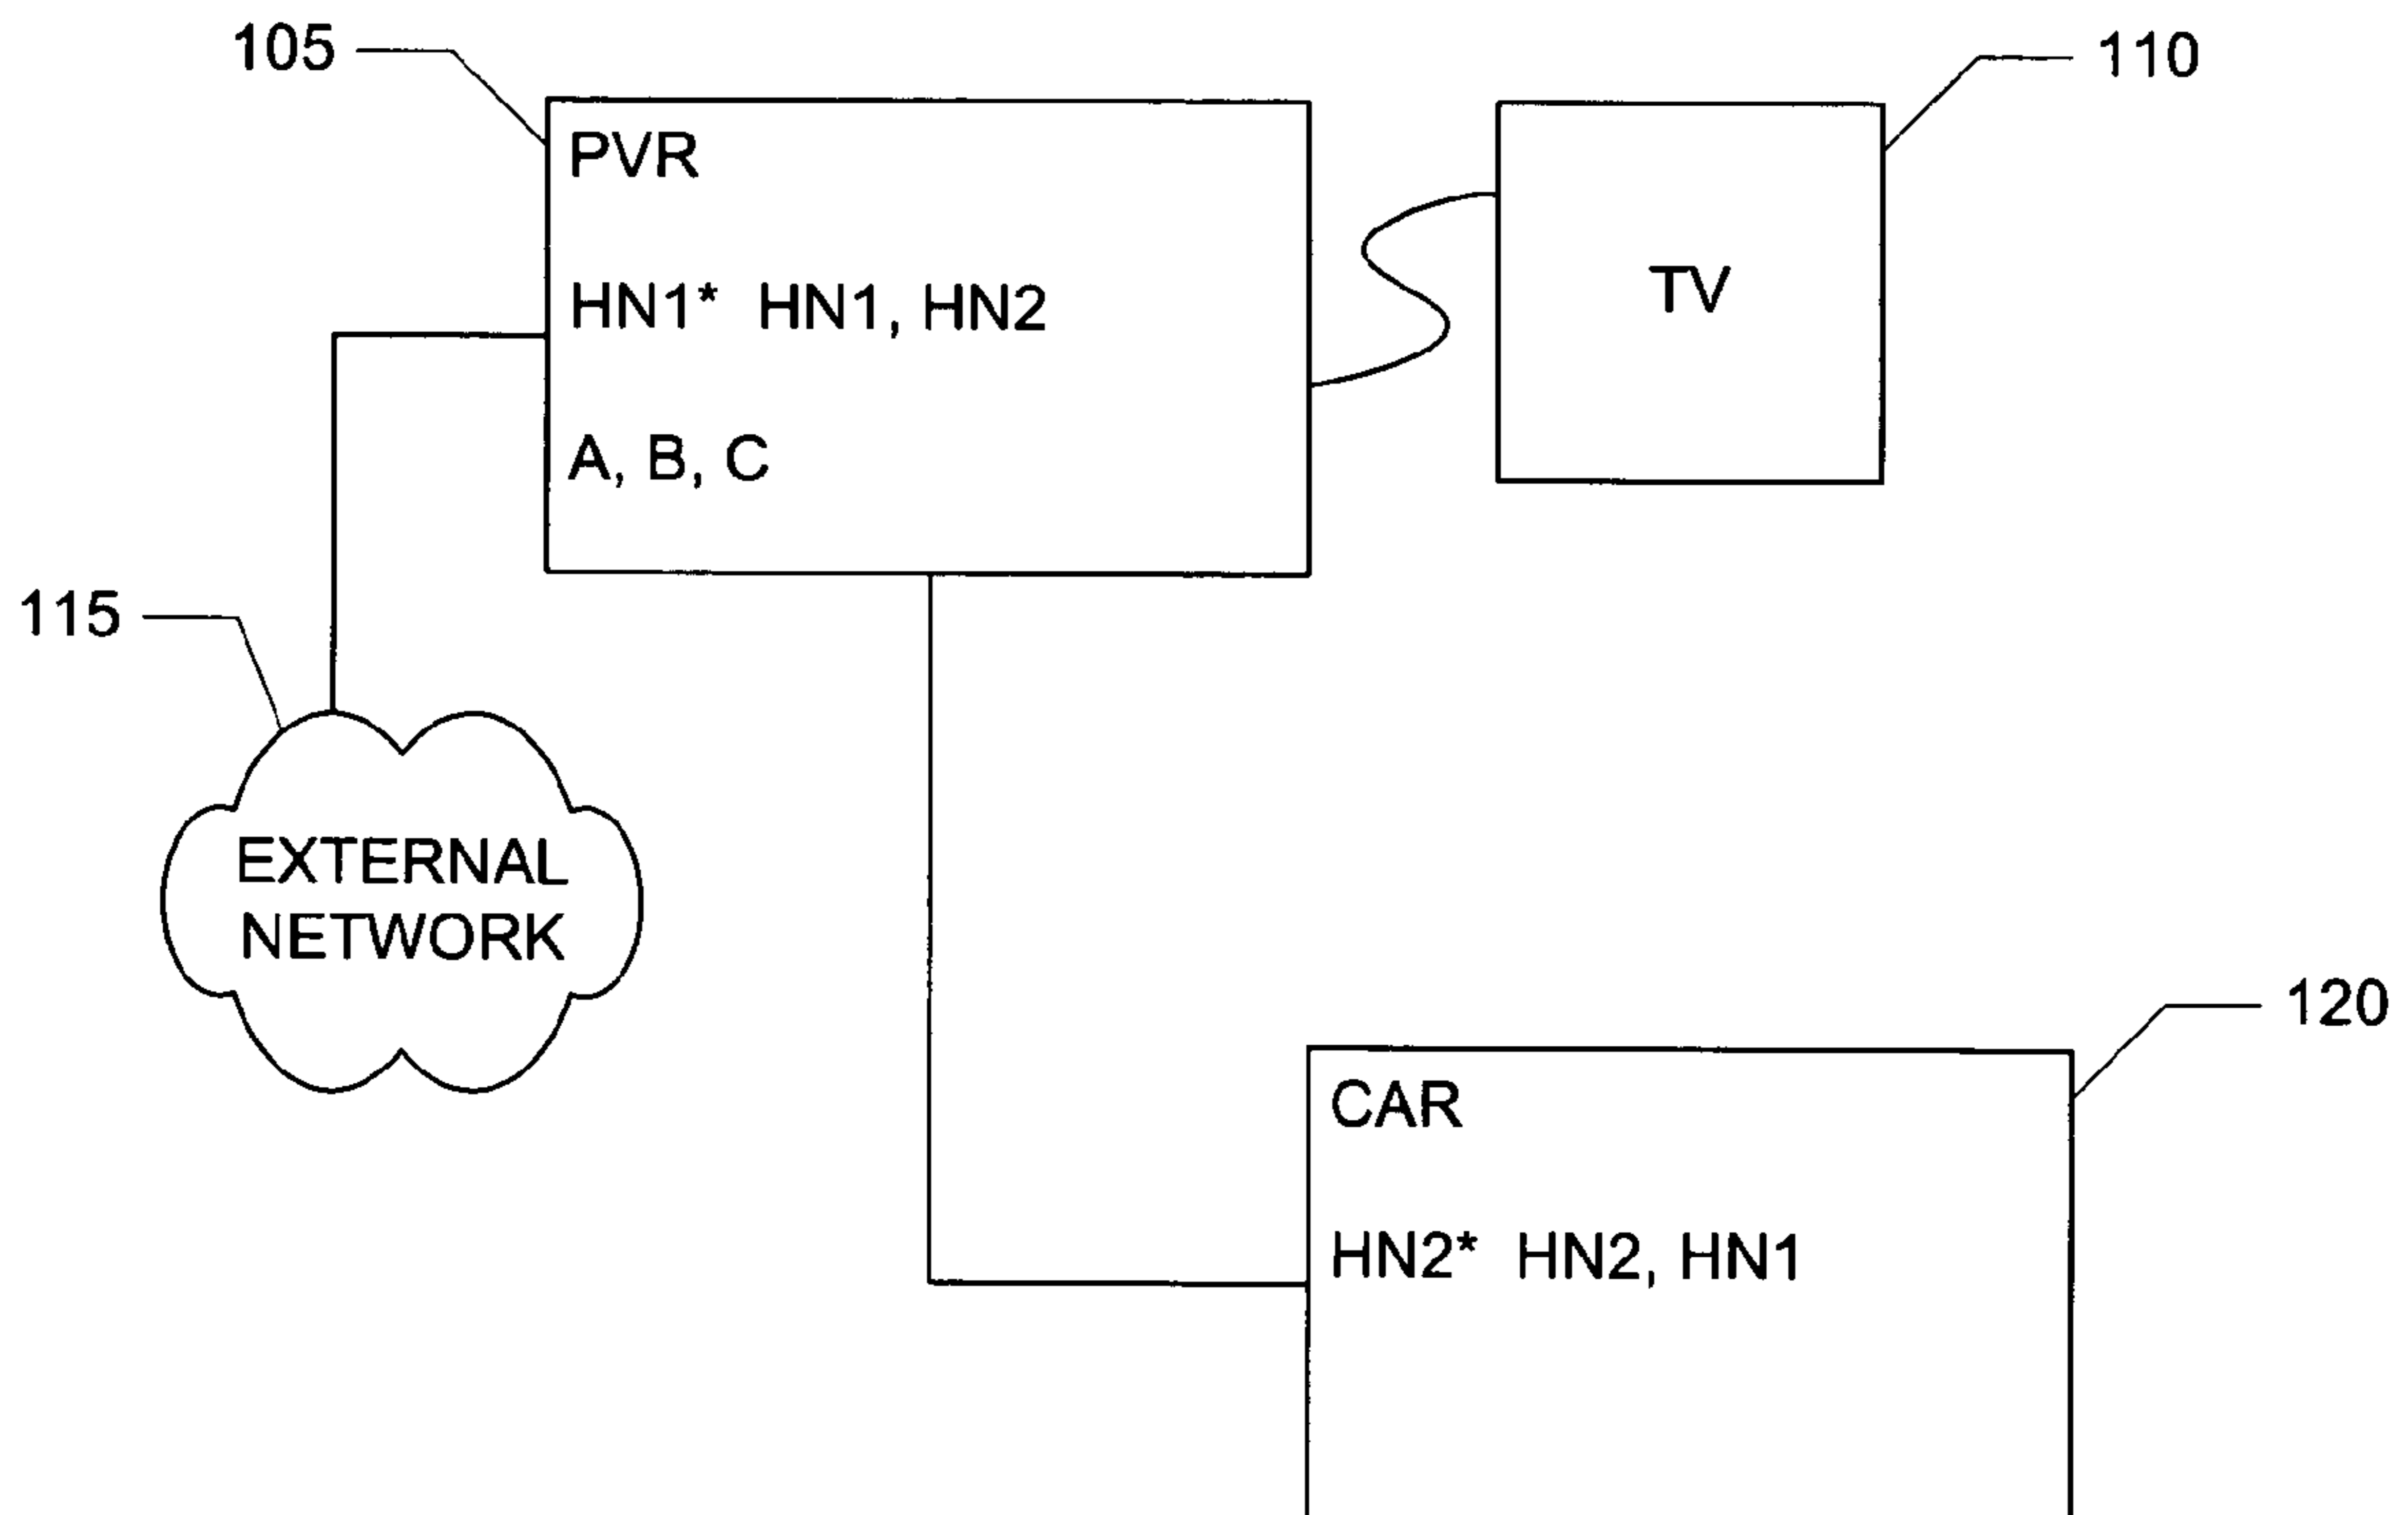 105
110
PVR
TV
HN1* HN1, HN2
A, B, C
115
EXTERNAL
NETWORK
120
CAR
HN2* HN2, HN1